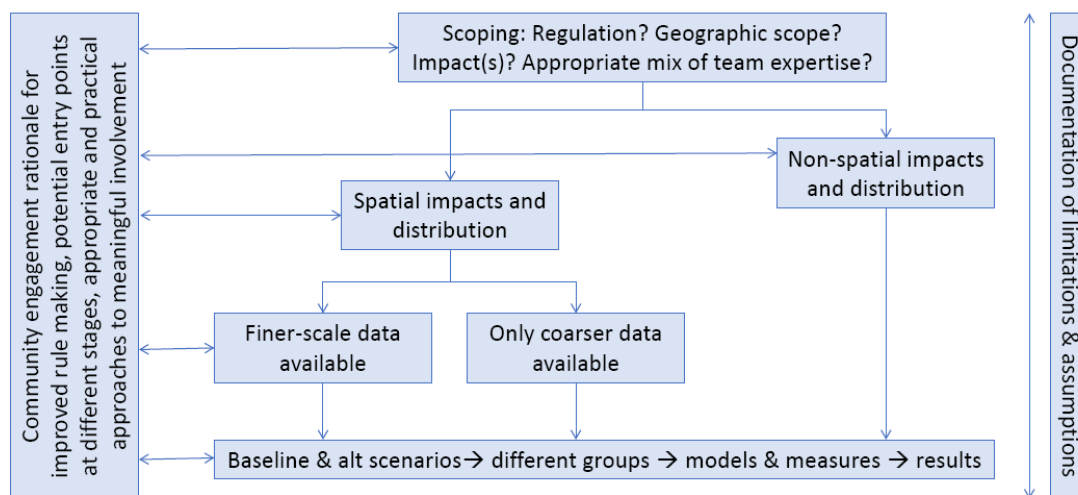 Community engagement rationale for
improved rule making, potential entry points
at different stages, appropriate and practical
approaches to meaningful involvement
Scoping: Regulation? Geographic scope?
Impact(s)? Appropriate mix of team expertise?
Non-spatial impacts
and distribution
Spatial impacts and
distribution
Finer-scale data
available
Only coarser data
available
Baseline & alt scenarios→ different groups → models & measures → results
Documentation of limitations & assumptions